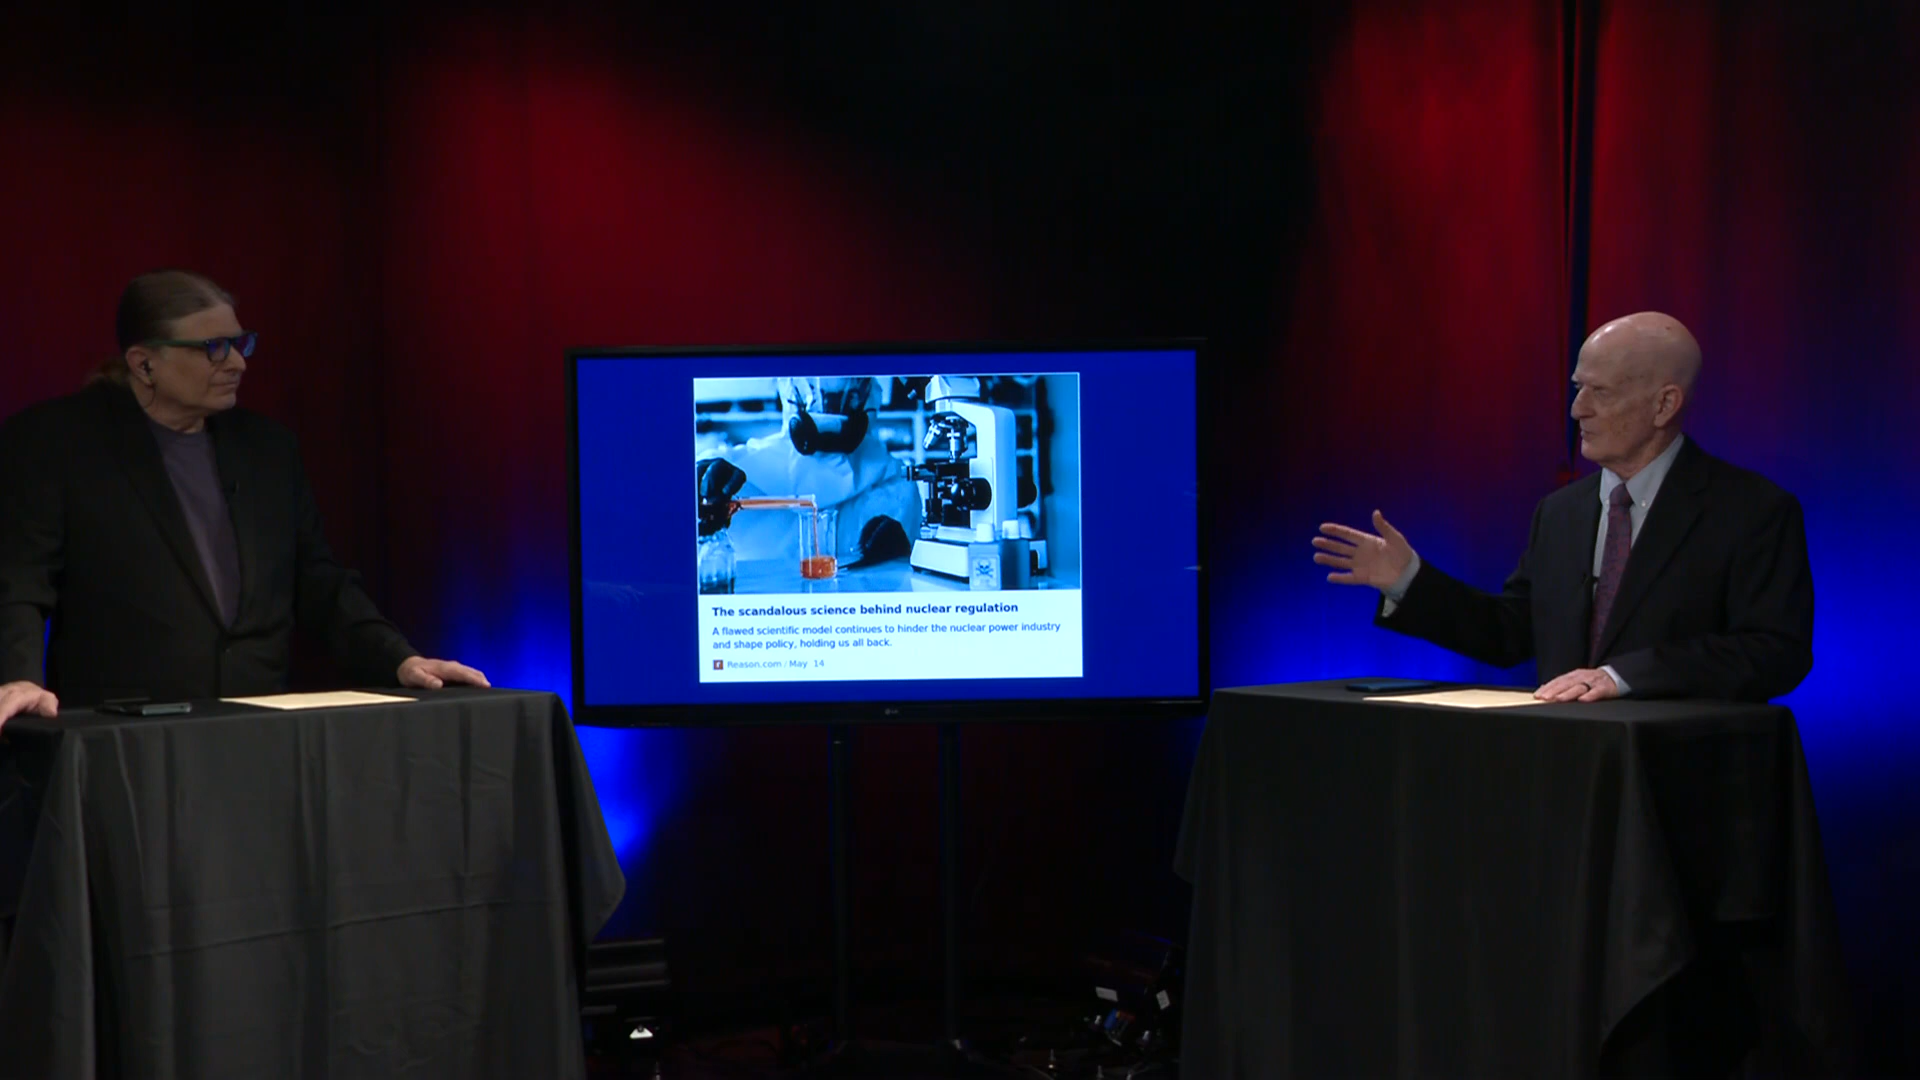 The scandalous science behind nuclear regulation
A flawed scientific model continues to hinder the nuclear power industry
and shape policy, holding us all back.
r Reason.com / May 14
LG